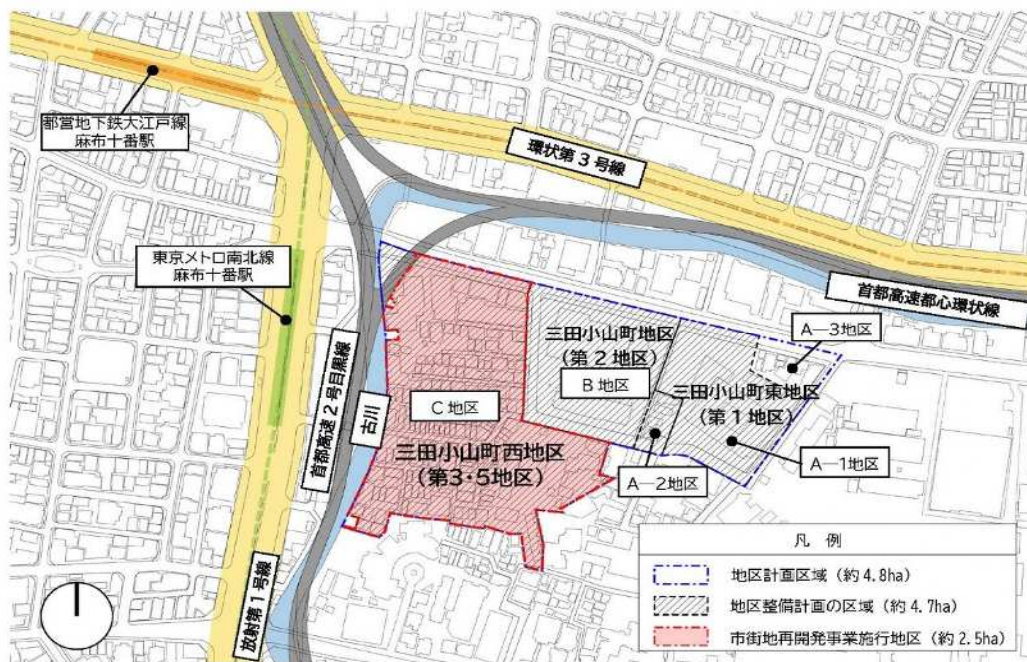 都営地下鉄大江戸線
麻布十番駅
環状第3号線
東京メトロ南北線
麻布十番駅
首都高速都心環状線
首都高速2号目黒線
古川
放射第1号線
三田小山町地区
(第2地区)
B地区
A―3地区
三田小山町東地区
(第1地区)
C地区
三田小山町西地区
(第3・5地区)
A―2地区
A―1地区
凡 例
地区計画区域(約4.8ha)
地区整備計画の区域(約4.7ha)
市街地再開発事業施行地区(約2.5ha)